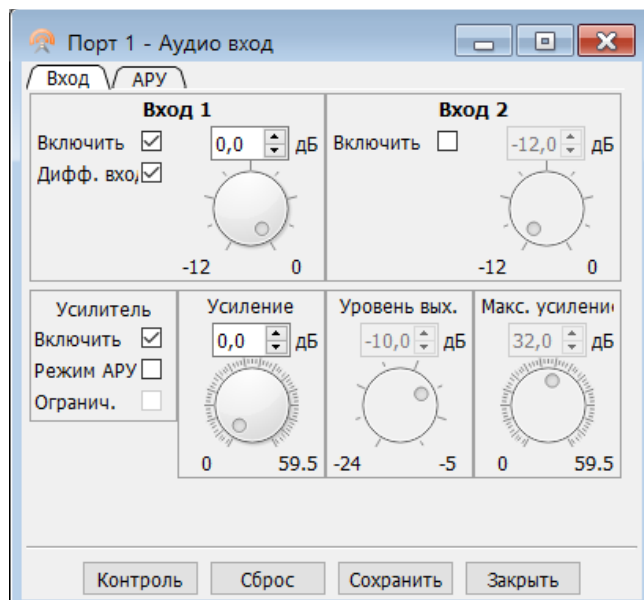 Порт 1 - Аудио вход
Вход АРУ
Вход 1 Вход 2
Включить 0,0 дБ Включить -12,0 дБ
Дифф. вхо
-12 0 -12 0
Усилитель Усиление Уровень вых. Макс. усилени
Включить 0,0 дБ -10,0 дБ 32,0 дБ
Режим АРУ
Огранич.
0 59.5 -24 -5 0 59.5
Контроль Сброс Сохранить Закрыть